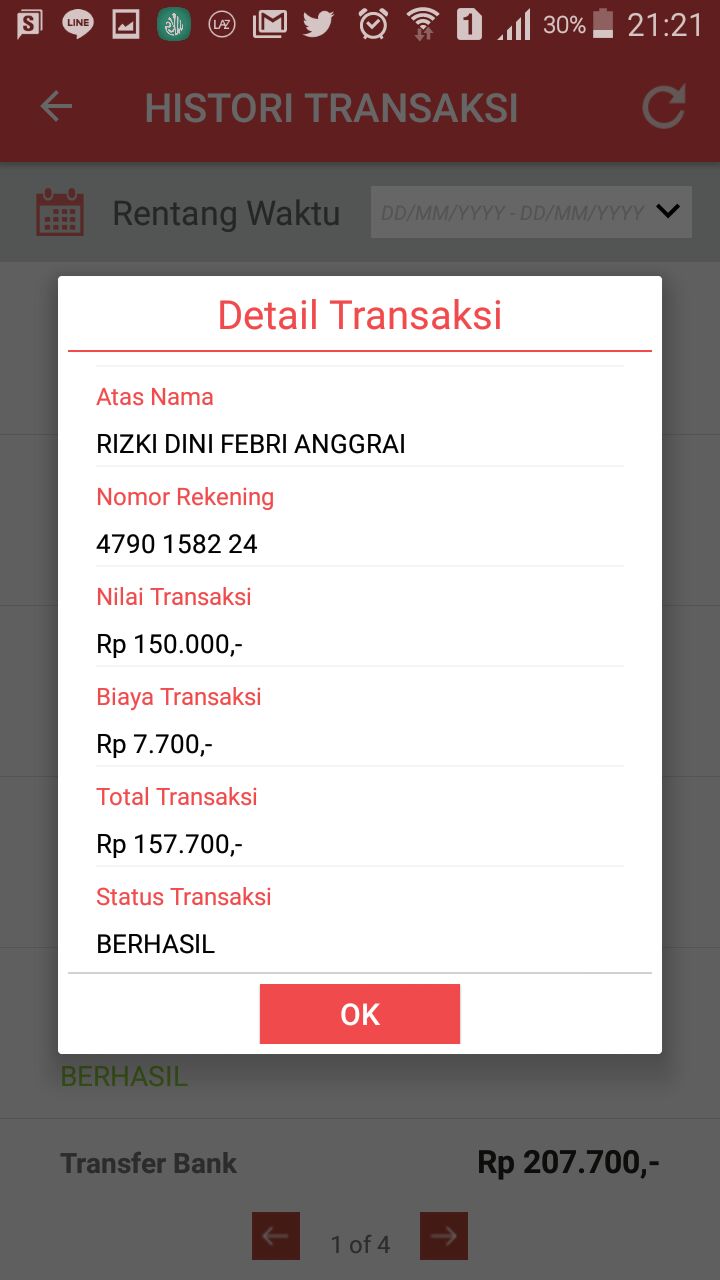 S LINE LAZ 1 30% 21:21
HISTORI TRANSAKSI
Rentang Waktu DD/MM/YYYY - DD/MM/YYYY
Detail Transaksi
Atas Nama
RIZKI DINI FEBRI ANGGRAI
Nomor Rekening
4790 1582 24
Nilai Transaksi
Rp 150.000,-
Biaya Transaksi
Rp 7.700,-
Total Transaksi
Rp 157.700,-
Status Transaksi
BERHASIL
OK
BERHASIL
Transfer Bank Rp 207.700,-
1 of 4